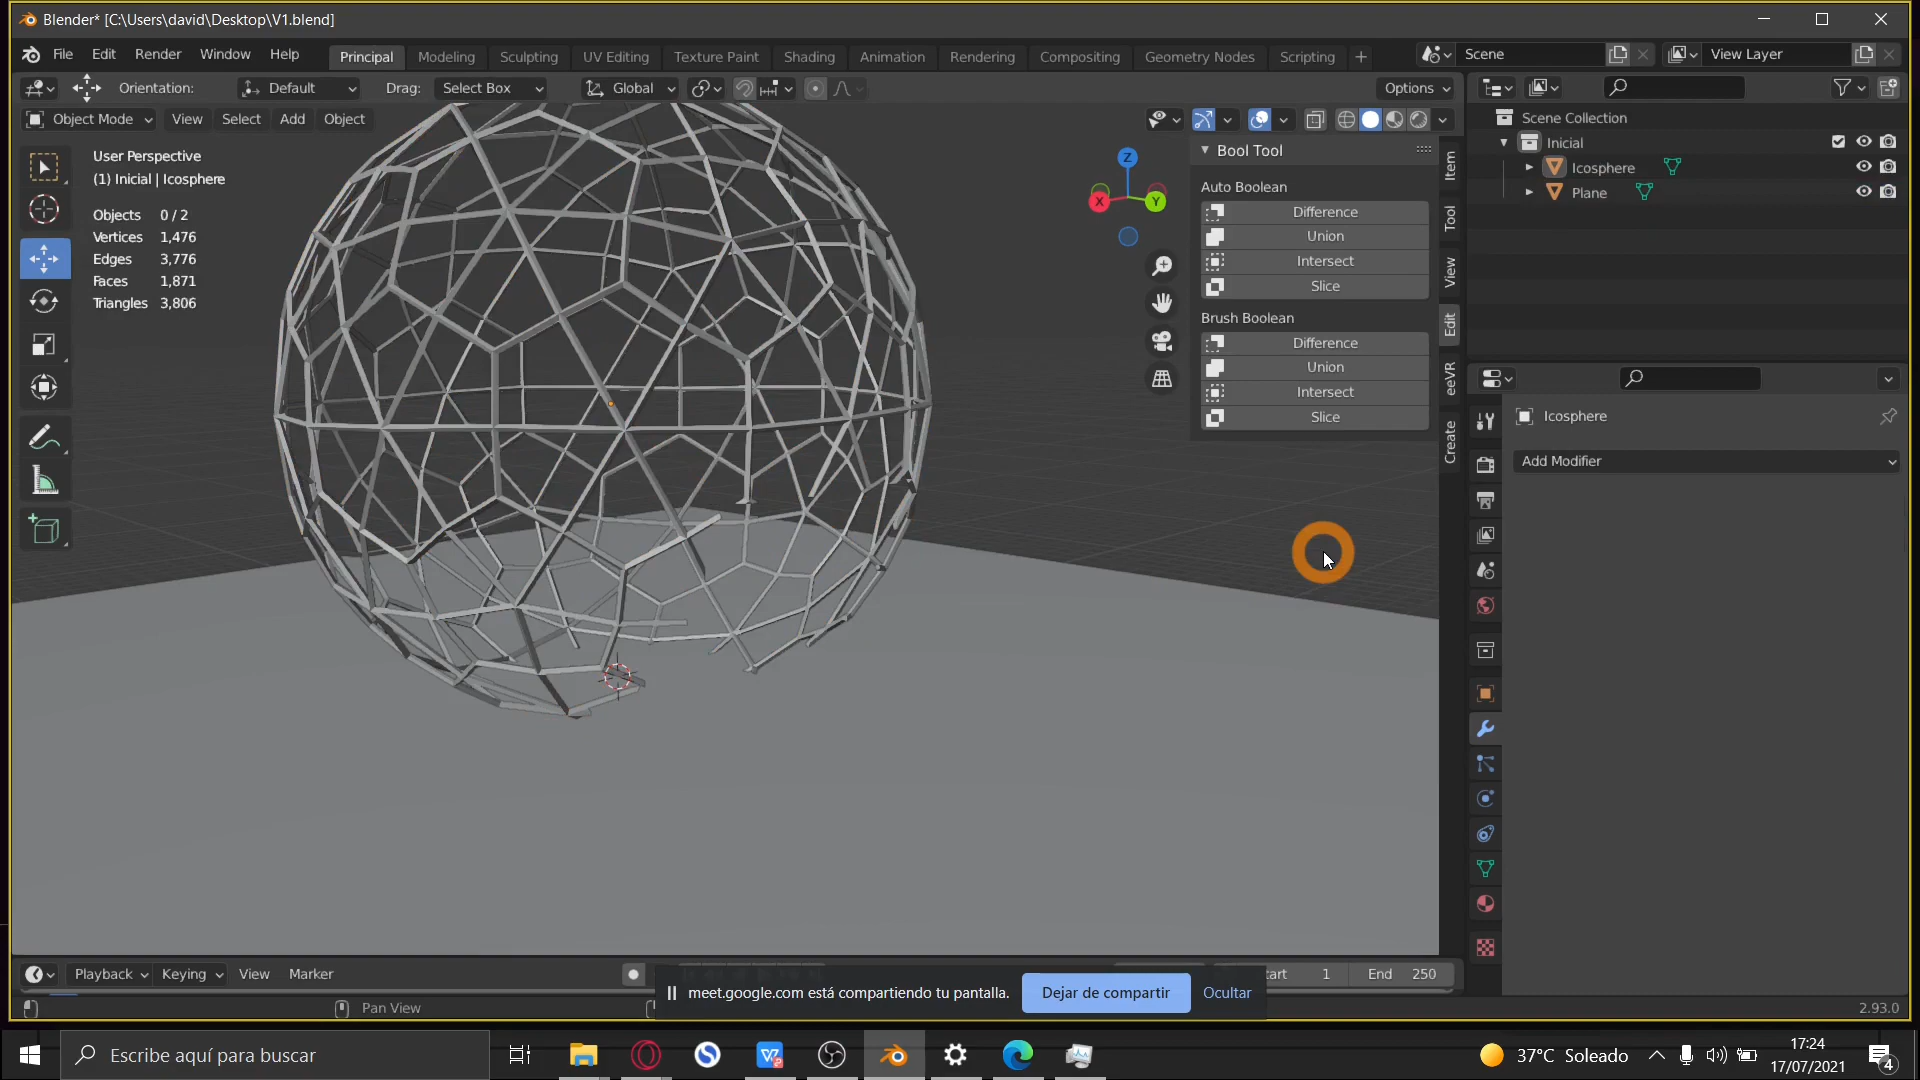 Blender* [C:\Users\david\Desktop\V1.blend]
File Edit Render Window Help
Principal Modeling Sculpting UV Editing Texture Paint Shading Animation Rendering Compositing Geometry Nodes Scripting +
Scene
View Layer
Orientation: Default Drag: Select Box Global Options
Object Mode View Select Add Object
User Perspective
(1) Inicial | Icosphere
Objects 0 / 2
Vertices 1,476
Edges 3,776
Faces 1,871
Triangles 3,806
Z
X
Y
Bool Tool
Auto Boolean
Difference
Union
Intersect
Slice
Brush Boolean
Difference
Union
Intersect
Slice
Item
Tool
View
Edit
eeVR
Create
Scene Collection
Inicial
Icosphere
Plane
Icosphere
Add Modifier
Playback Keying View Marker
1 End 250
Pan View
meet.google.com está compartiendo tu pantalla. Dejar de compartir Ocultar
2.93.0
Escribe aquí para buscar
37°C Soleado
17:24
17/07/2021
4